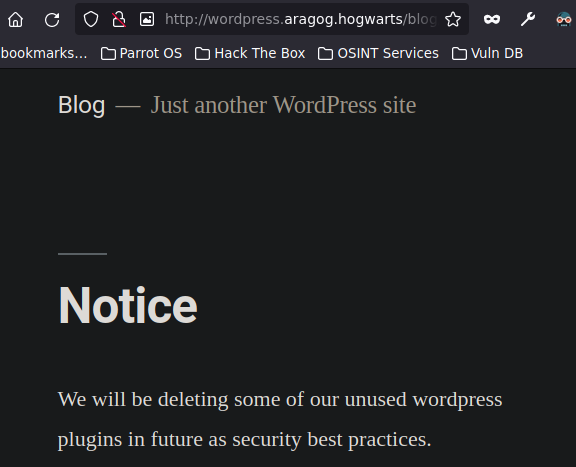 http://wordpress.aragog.hogwarts/blog
bookmarks… Parrot OS Hack The Box OSINT Services Vuln DB
Blog — Just another WordPress site
Notice
We will be deleting some of our unused wordpress
plugins in future as security best practices.